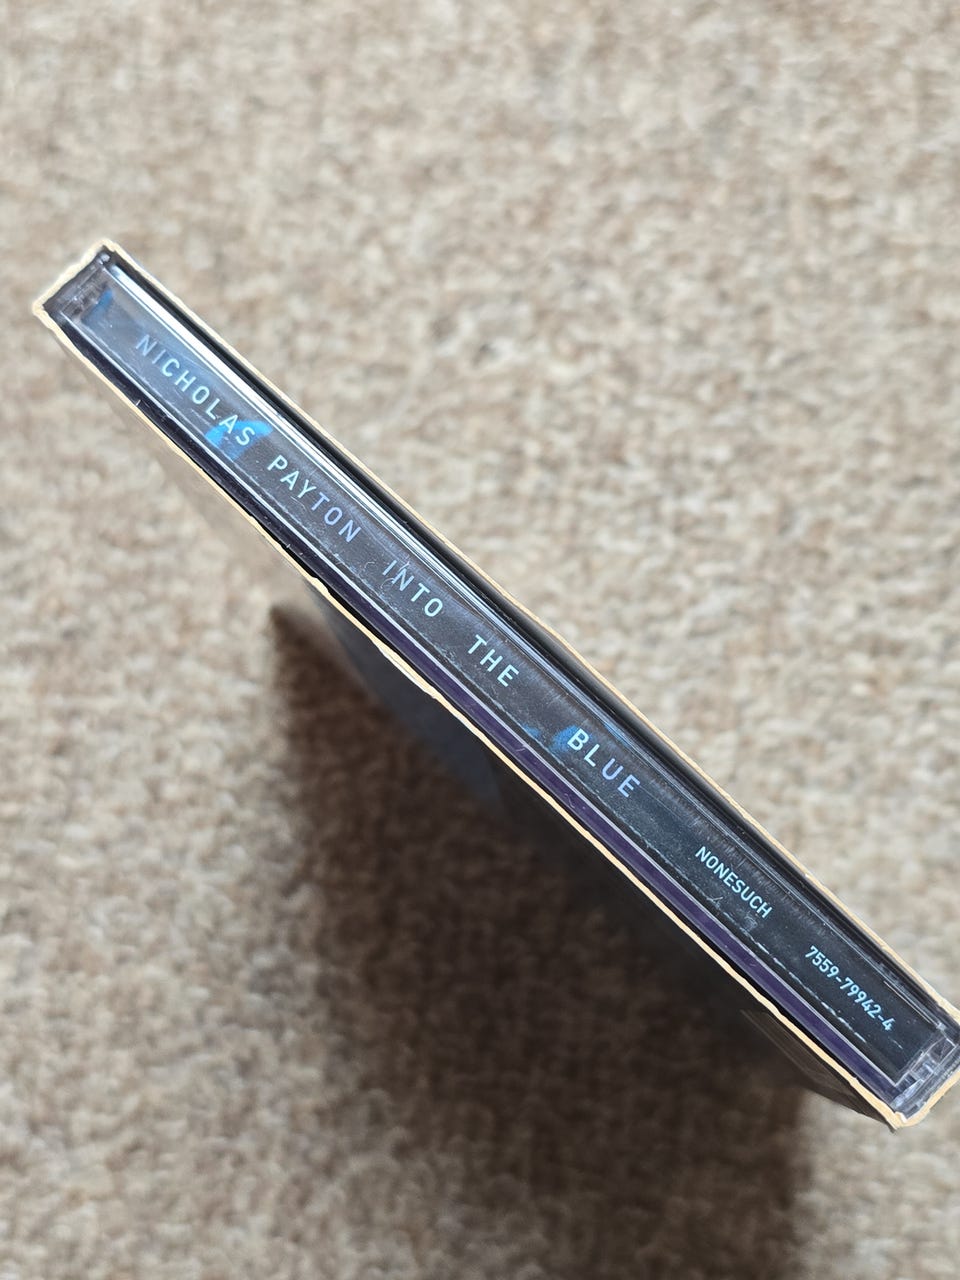 NICHOLAS PAYTON INTO THE BLUE NONESUCH 7559-79942-4